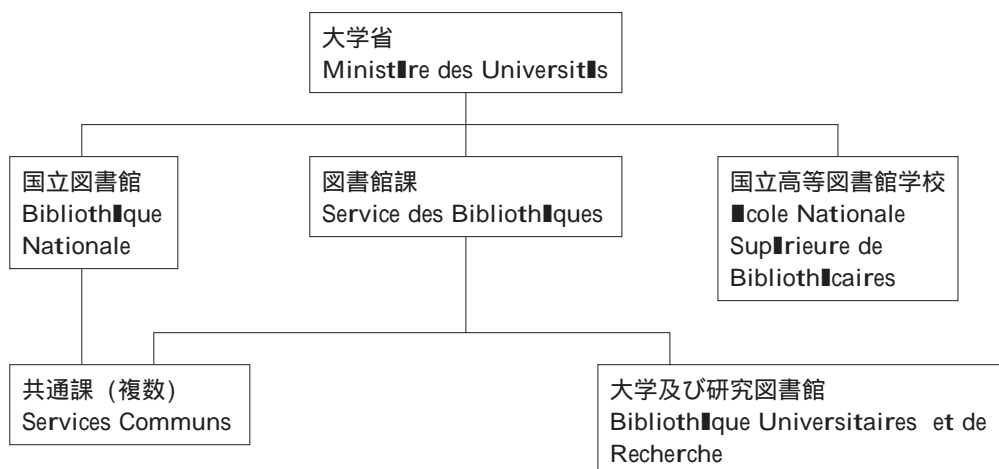 大学省
Minist■re des Universit■s
国立図書館
Biblioth■que
Nationale
図書館課
Service des Biblioth■ques
国立高等図書館学校
■cole Nationale
Sup■rieure de
Biblioth■caires
共通課 (複数)
Services Communs
大学及び研究図書館
Biblioth■que Universitaires et de
Recherche